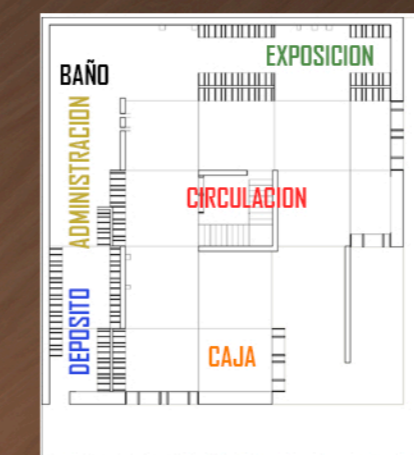 EXPOSICION
BAÑO
ADMINISTRACION
CIRCULACION
DEPOSITO
CAJA